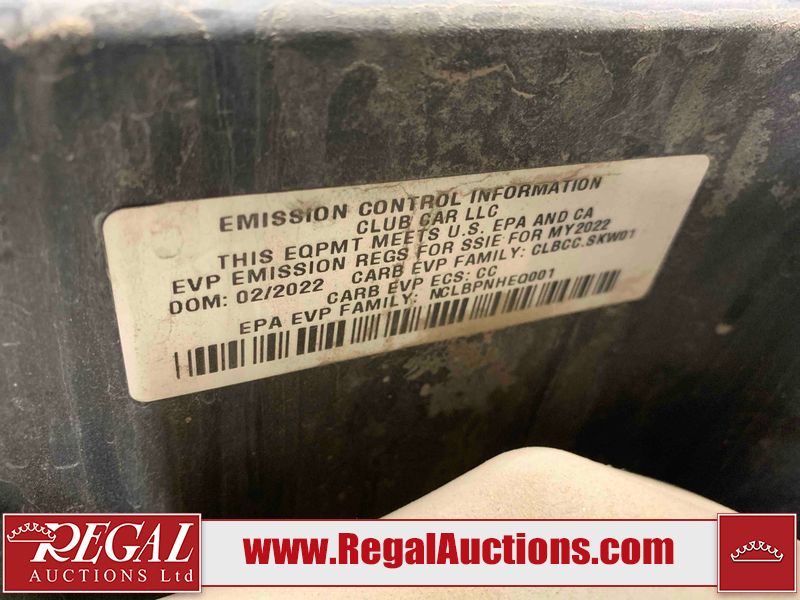 EMISSION CONTROL INFORMATION
CLUB CAR LLC
THIS EQPMT MEETS U.S. EPA AND CA
EVP EMISSION REGS FOR SSIE FOR MY2022
DOM: 02/2022 CARB EVP FAMILY: CLBCC.SKW01
CARB EVP ECS: CC
EPA EVP FAMILY: NCLBPNHEQ001
REGAL
AUCTIONS Ltd
www.RegalAuctions.com